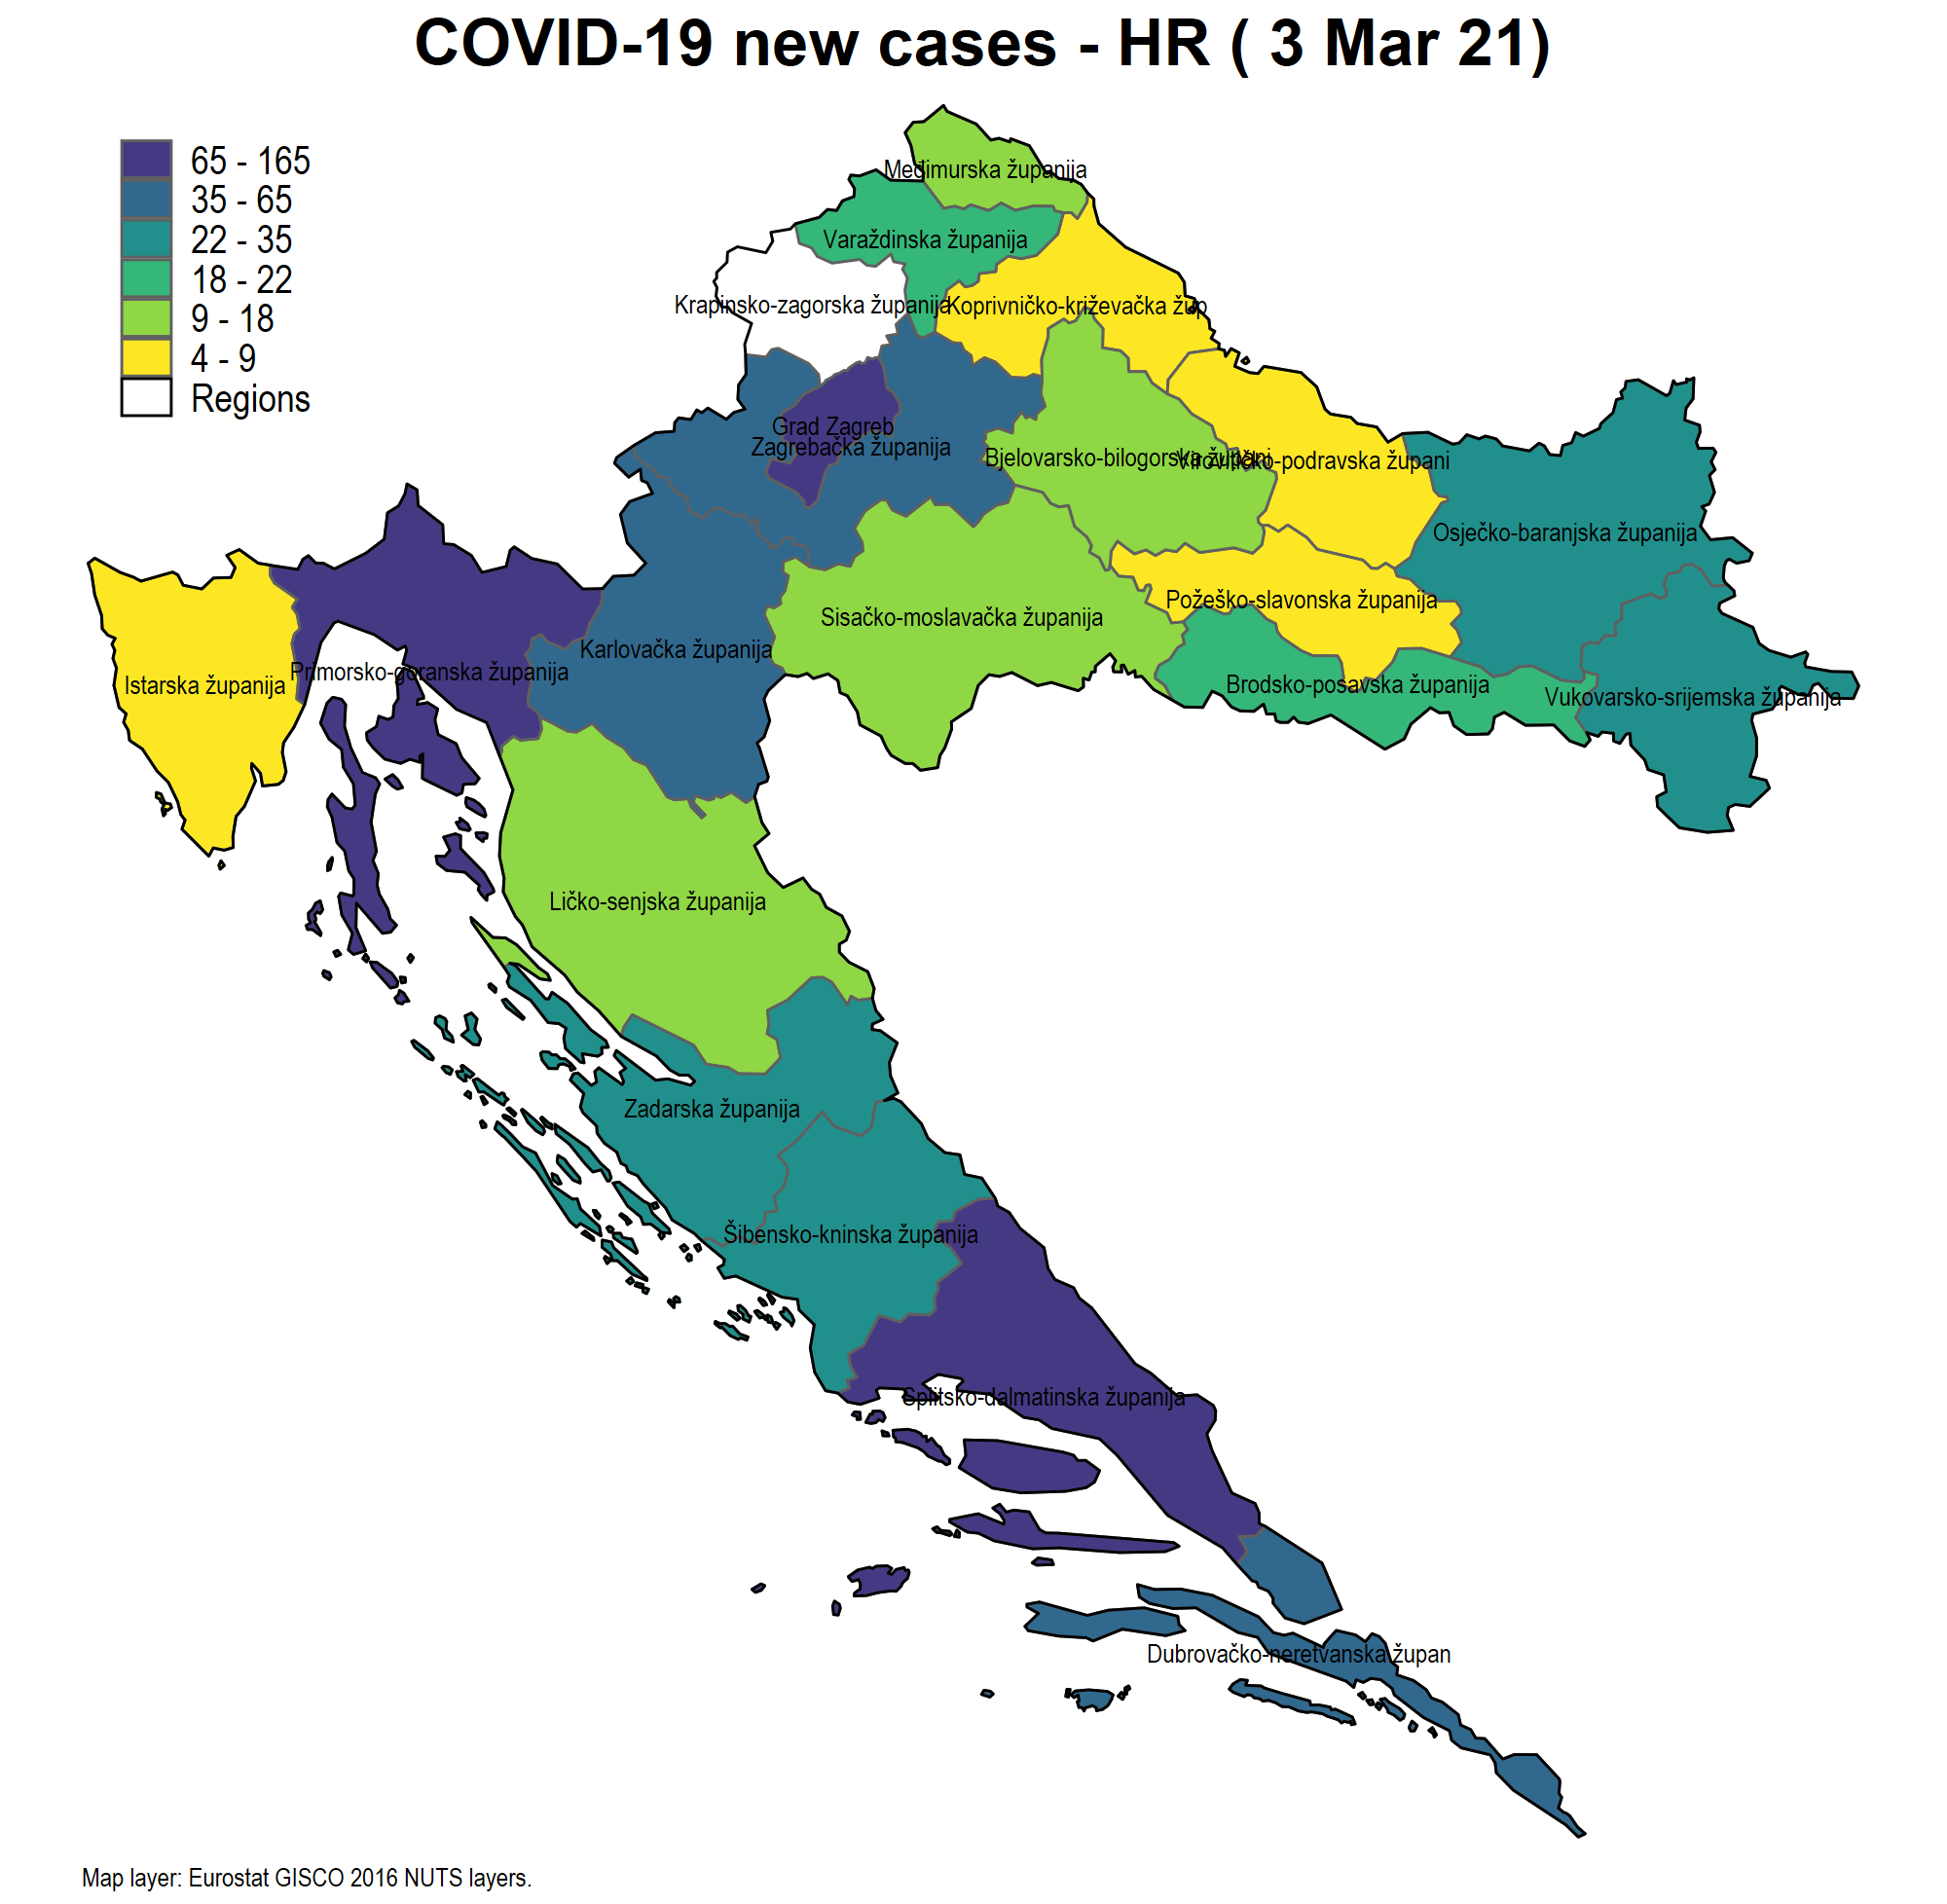 COVID-19 new cases - HR ( 3 Mar 21)
65 - 165
35 - 65
22 - 35
18 - 22
9 - 18
4 - 9
Regions
Međimurska županija
Varaždinska županija
Krapinsko-zagorska županija
Koprivničko-križevačka žup
Grad Zagreb
Zagrebačka županija
Bjelovarsko-bilogorska župani
Virovitičko-podravska župani
Osječko-baranjska županija
Požeško-slavonska županija
Sisačko-moslavačka županija
Karlovačka županija
Primorsko-goranska županija
Istarska županija
Brodsko-posavska županija
Vukovarsko-srijemska županija
Ličko-senjska županija
Zadarska županija
Šibensko-kninska županija
Splitsko-dalmatinska županija
Dubrovačko-neretvanska župan
Map layer: Eurostat GISCO 2016 NUTS layers.